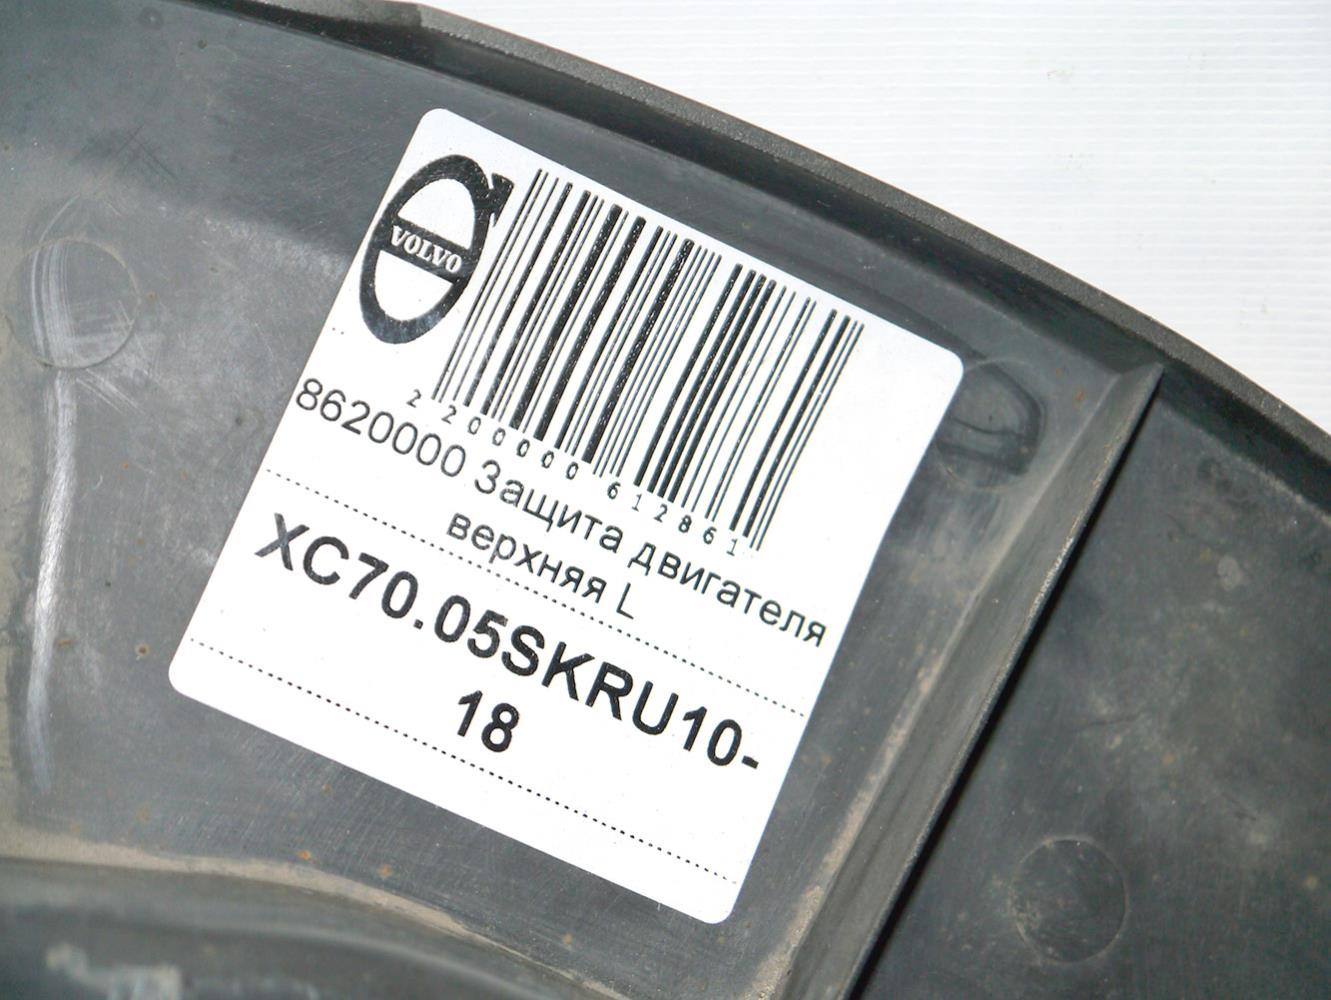 VOLVO
2200000612861
8620000 Защита двигателя
верхняя L
XC70.05SKRU10-
18